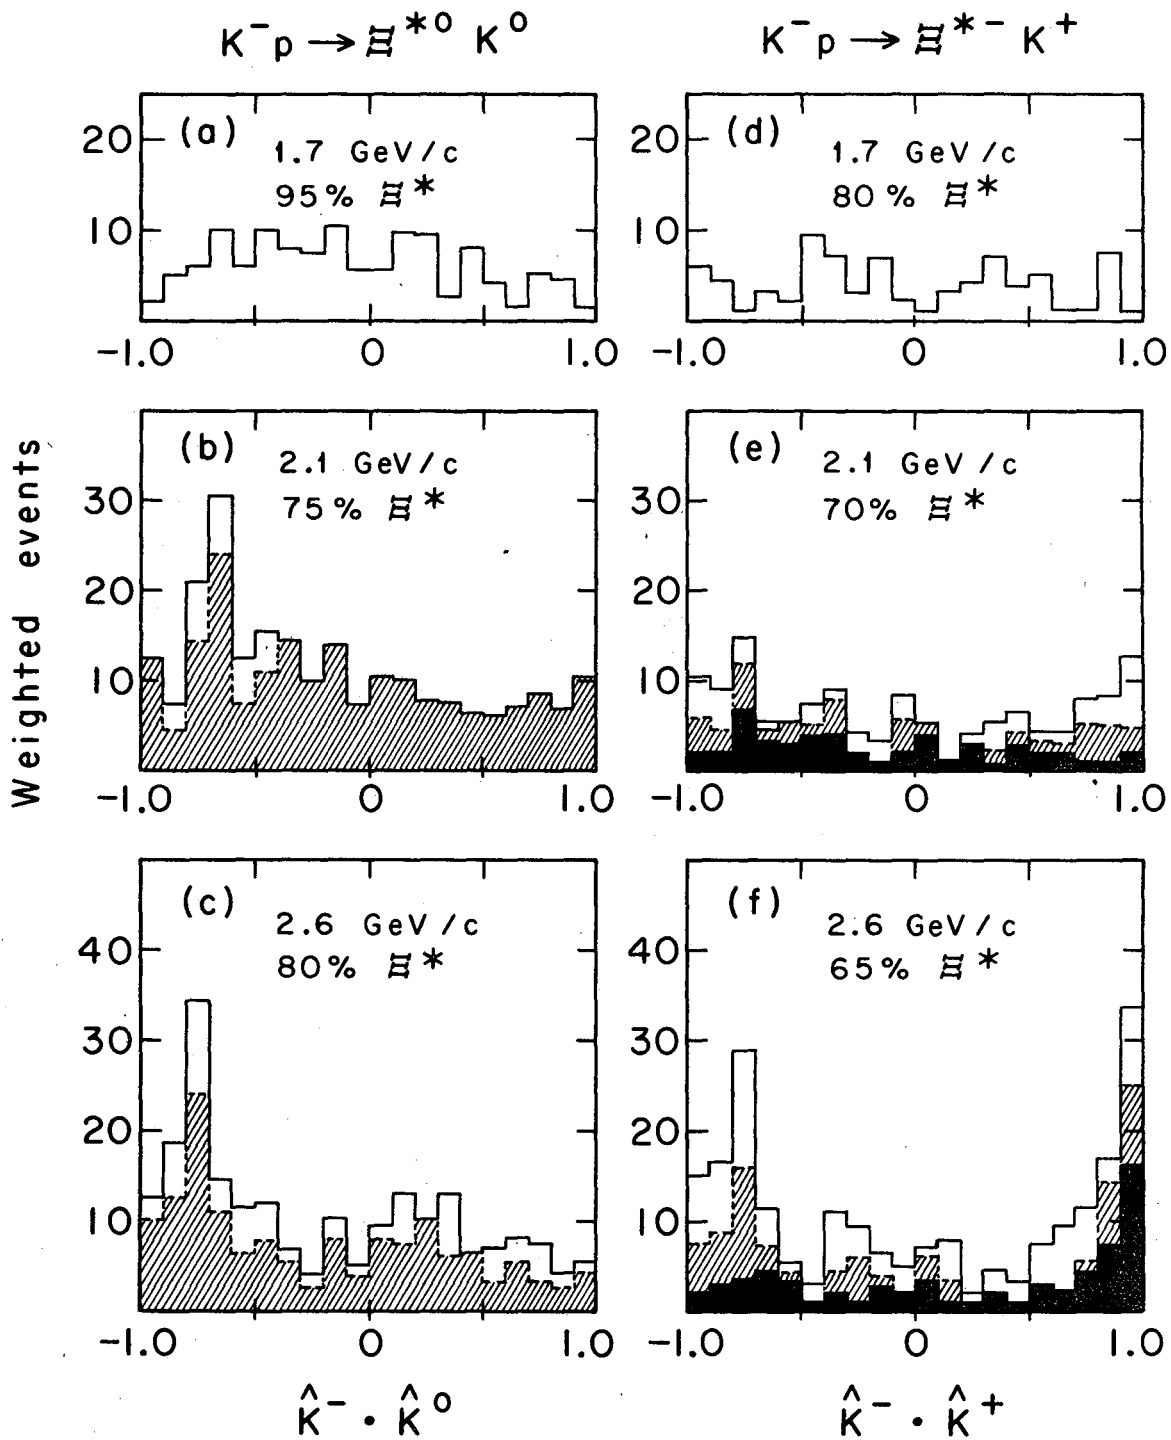 K⁻p → Ξ*⁰ K⁰
K⁻p → Ξ*⁻ K⁺
Weighted events
(a)
1.7 GeV/c
95% Ξ*
20
10
-1.0 0 1.0
(d)
1.7 GeV/c
80% Ξ*
20
10
-1.0 0 1.0
(b)
2.1 GeV/c
75% Ξ*
30
20
10
-1.0 0 1.0
(e)
2.1 GeV/c
70% Ξ*
30
20
10
-1.0 0 1.0
(c)
2.6 GeV/c
80% Ξ*
40
30
20
10
-1.0 0 1.0
(f)
2.6 GeV/c
65% Ξ*
40
30
20
10
-1.0 0 1.0
K̂⁻ · K̂⁰
K̂⁻ · K̂⁺